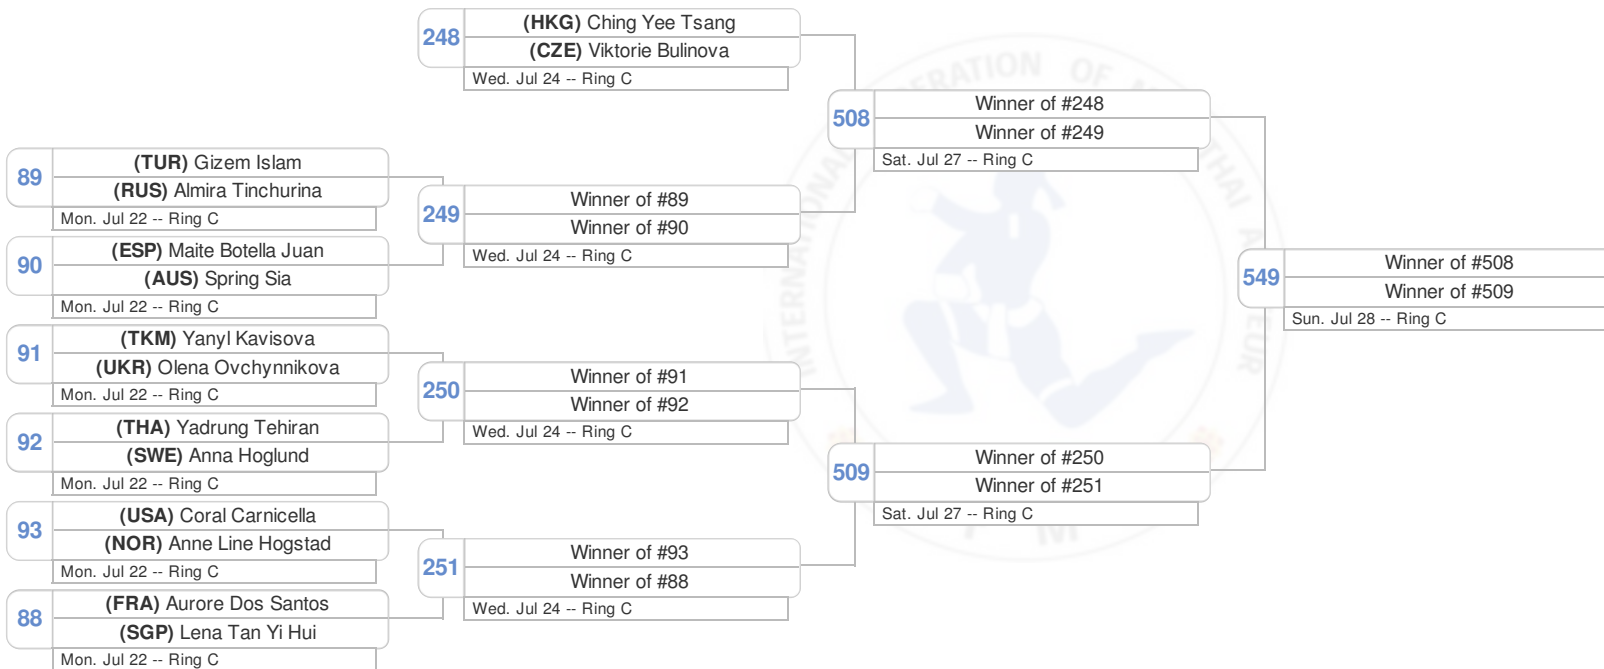 248
(HKG) Ching Yee Tsang
(CZE) Viktorie Bulinova
Wed. Jul 24 -- Ring C
508
Winner of #248
Winner of #249
Sat. Jul 27 -- Ring C
89
(TUR) Gizem Islam
(RUS) Almira Tinchurina
Mon. Jul 22 -- Ring C
249
Winner of #89
Winner of #90
Wed. Jul 24 -- Ring C
90
(ESP) Maite Botella Juan
(AUS) Spring Sia
Mon. Jul 22 -- Ring C
549
Winner of #508
Winner of #509
Sun. Jul 28 -- Ring C
91
(TKM) Yanyl Kavisova
(UKR) Olena Ovchynnikova
Mon. Jul 22 -- Ring C
250
Winner of #91
Winner of #92
Wed. Jul 24 -- Ring C
92
(THA) Yadrung Tehiran
(SWE) Anna Hoglund
Mon. Jul 22 -- Ring C
509
Winner of #250
Winner of #251
Sat. Jul 27 -- Ring C
93
(USA) Coral Carnicella
(NOR) Anne Line Hogstad
Mon. Jul 22 -- Ring C
251
Winner of #93
Winner of #88
Wed. Jul 24 -- Ring C
88
(FRA) Aurore Dos Santos
(SGP) Lena Tan Yi Hui
Mon. Jul 22 -- Ring C